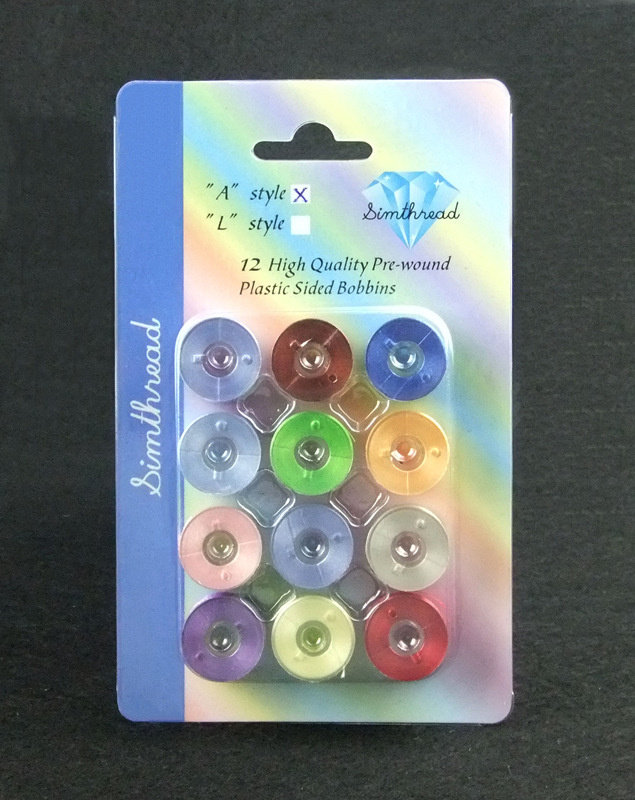 "A" style X
"L" style
Simthread
12 High Quality Pre-wound
Plastic Sided Bobbins
Simthread